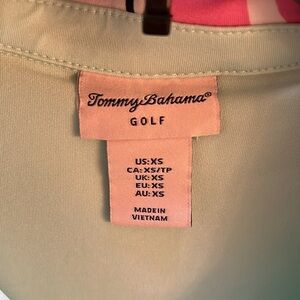 Tommy Bahama®
GOLF
US: XS
CA: XS/TP
UK: XS
EU: XS
AU: XS
MADE IN
VIETNAM